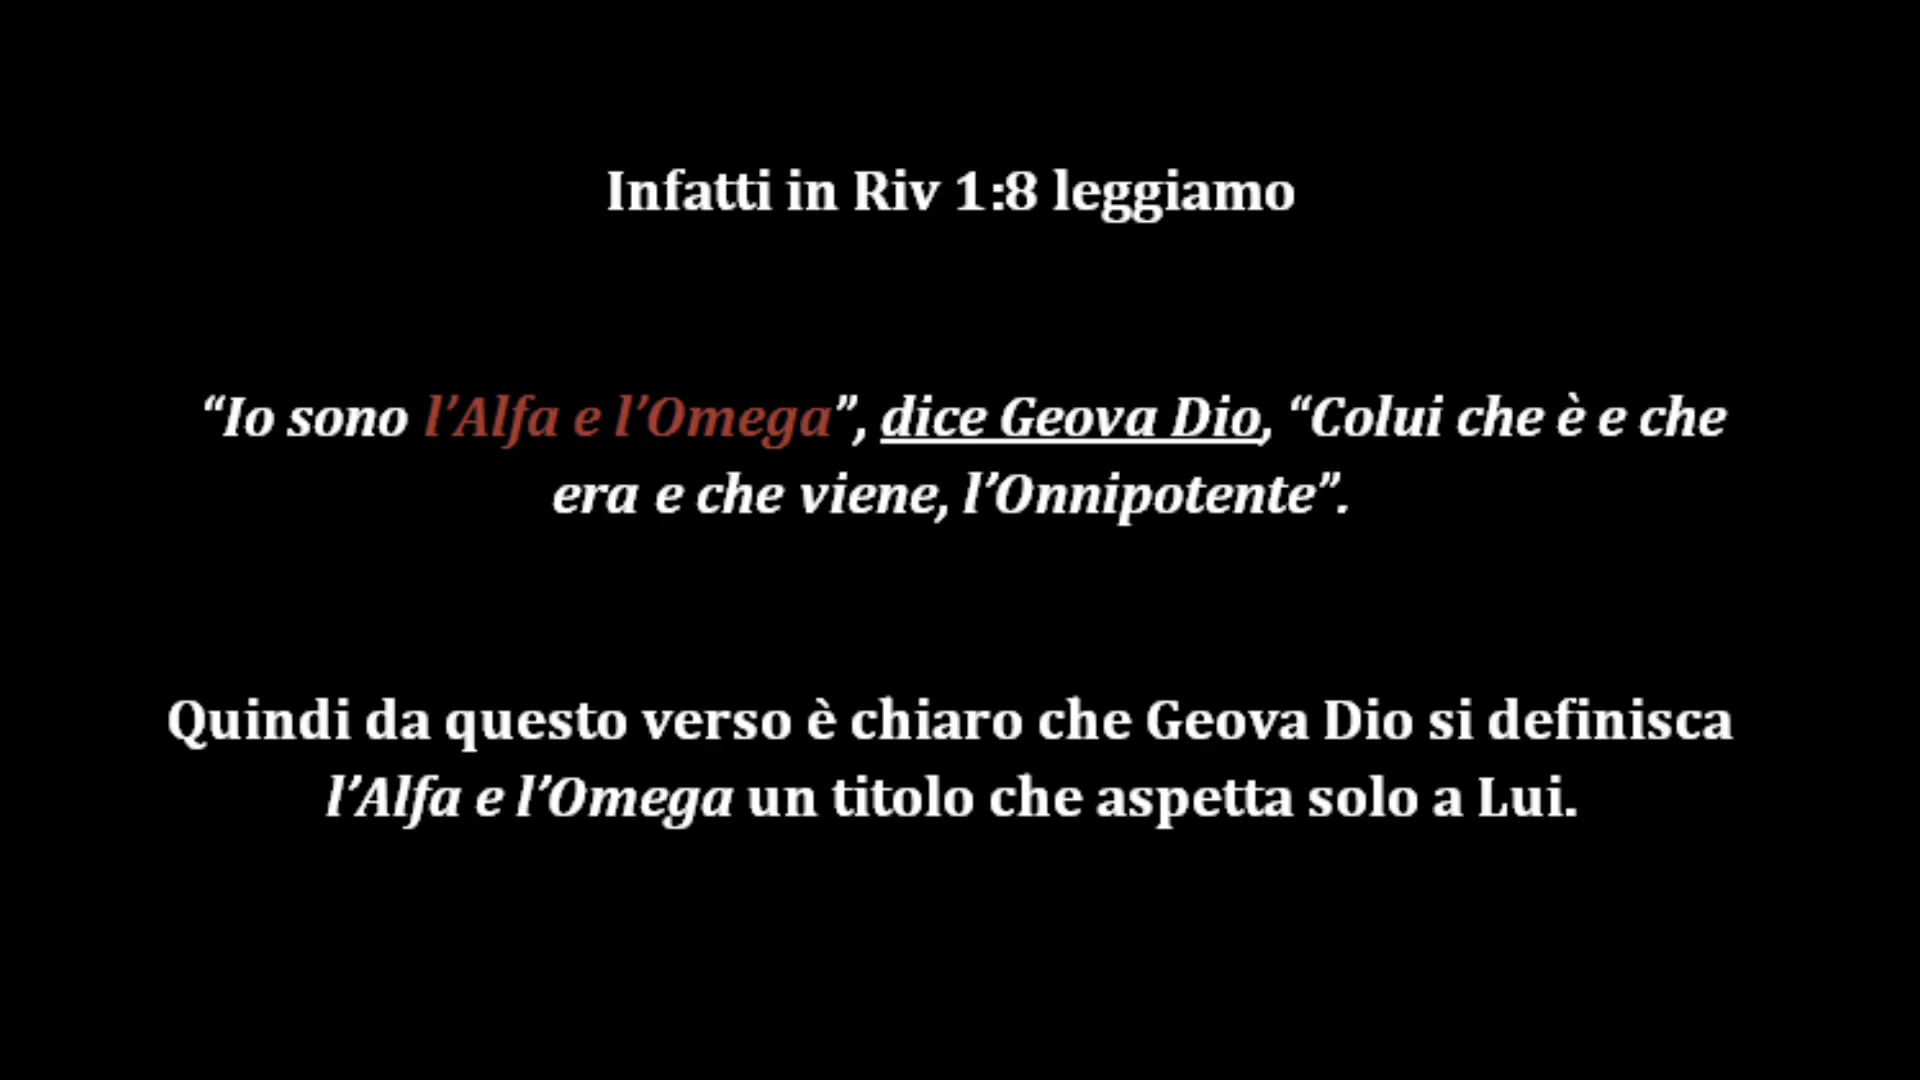 Infatti in Riv 1:8 leggiamo
“Io sono l’Alfa e l’Omega”, dice Geova Dio, “Colui che è e che
era e che viene, l’Onnipotente”.
Quindi da questo verso è chiaro che Geova Dio si definisca
l’Alfa e l’Omega un titolo che aspetta solo a Lui.